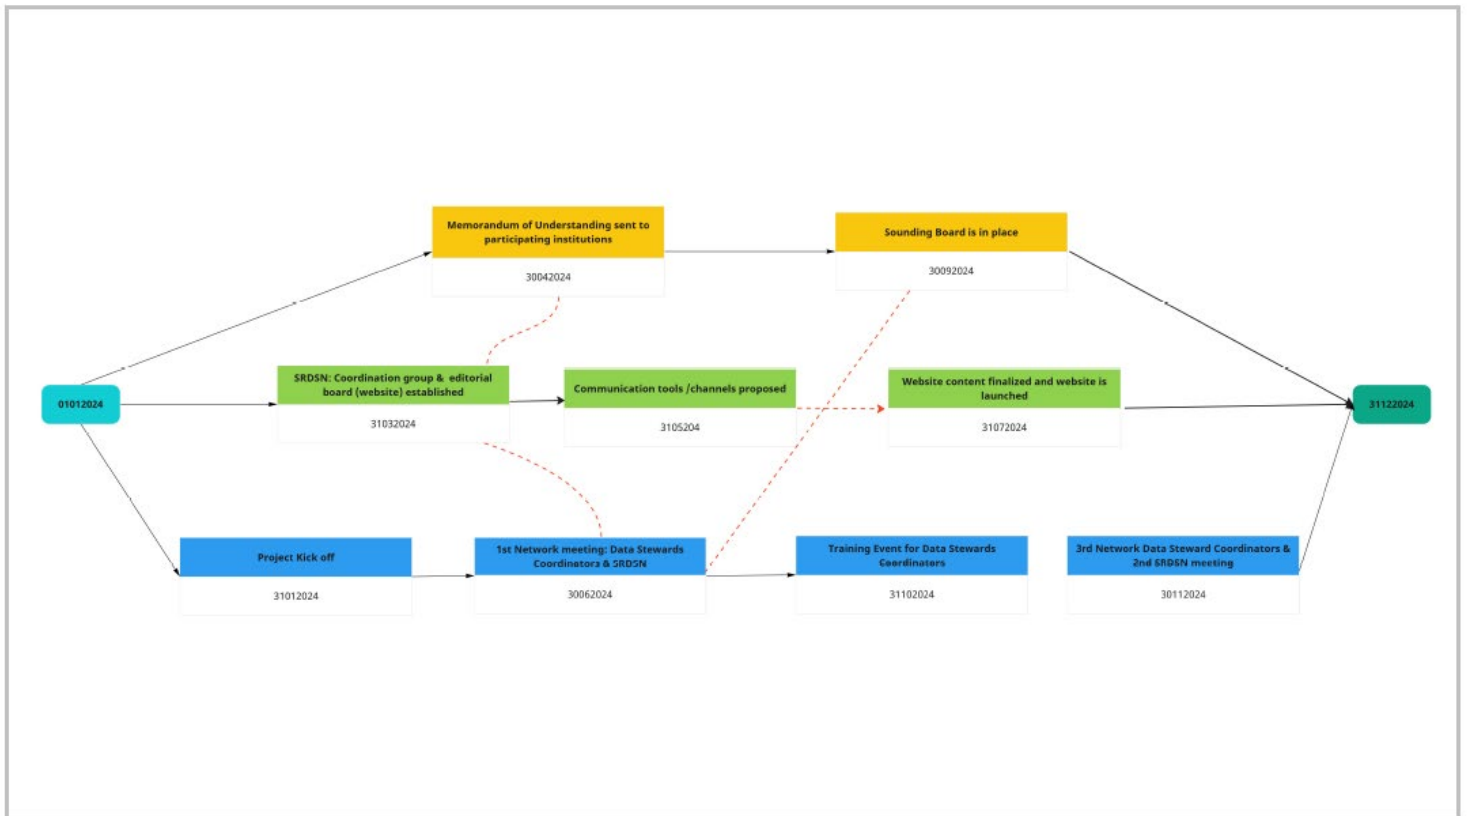 Memorandum of Understanding sent to
participating institutions
30042024
Sounding Board is in place
30092024
01012024
SRDSN: Coordination group & editorial
board (website) established
31032024
Communication tools /channels proposed
3105204
Website content finalized and website is
launched
31072024
31122024
Project Kick off
31012024
1st Network meeting: Data Stewards
Coordinators & SRDSN
30062024
Training Event for Data Stewards
Coordinators
31102024
3rd Network Data Steward Coordinators &
2nd SRDSN meeting
30112024